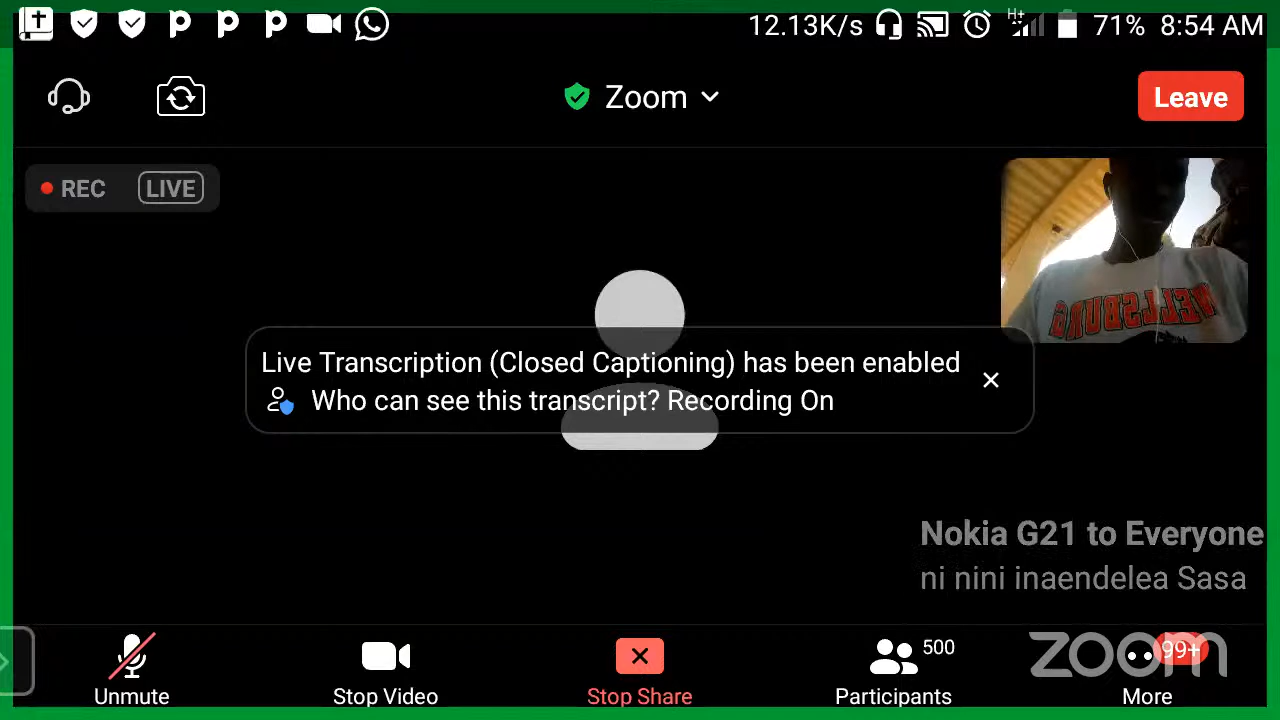 12.13K/s H+ 71% 8:54 AM
Zoom
Leave
REC LIVE
WELLSBURG
Live Transcription (Closed Captioning) has been enabled
Who can see this transcript? Recording On
Nokia G21 to Everyone
ni nini inaendelea Sasa
Unmute
Stop Video
Stop Share
500
Participants
99+
More
zoom